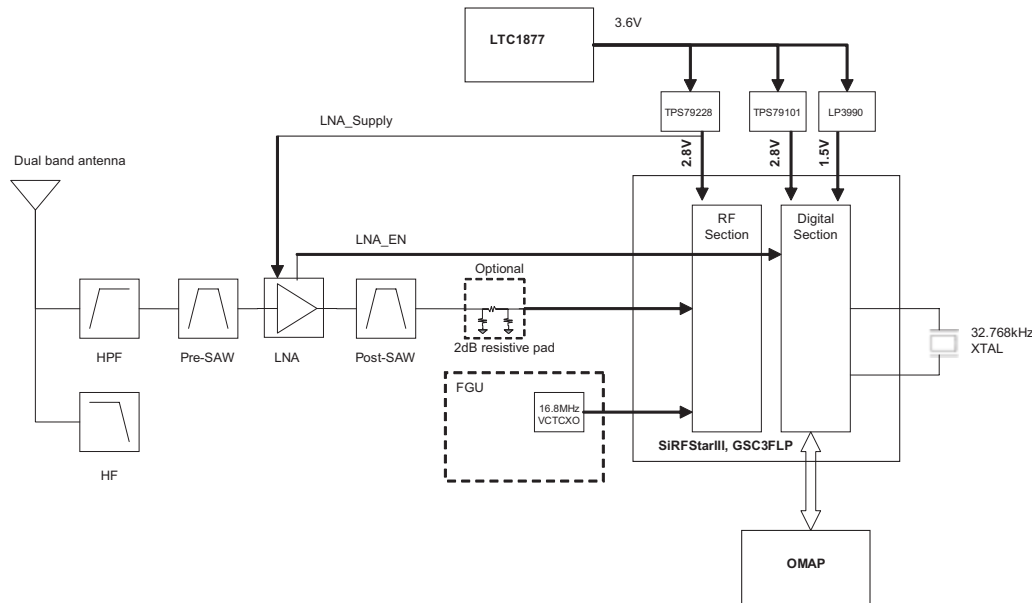 LTC1877
3.6V
TPS79228
TPS79101
LP3990
LNA_Supply
2.8V
2.8V
1.5V
Dual band antenna
RF
Section
Digital
Section
LNA_EN
Optional
HPF
Pre-SAW
LNA
Post-SAW
2dB resistive pad
32.768kHz
XTAL
FGU
16.8MHz
VCTCXO
SiRFStarIII, GSC3FLP
HF
OMAP